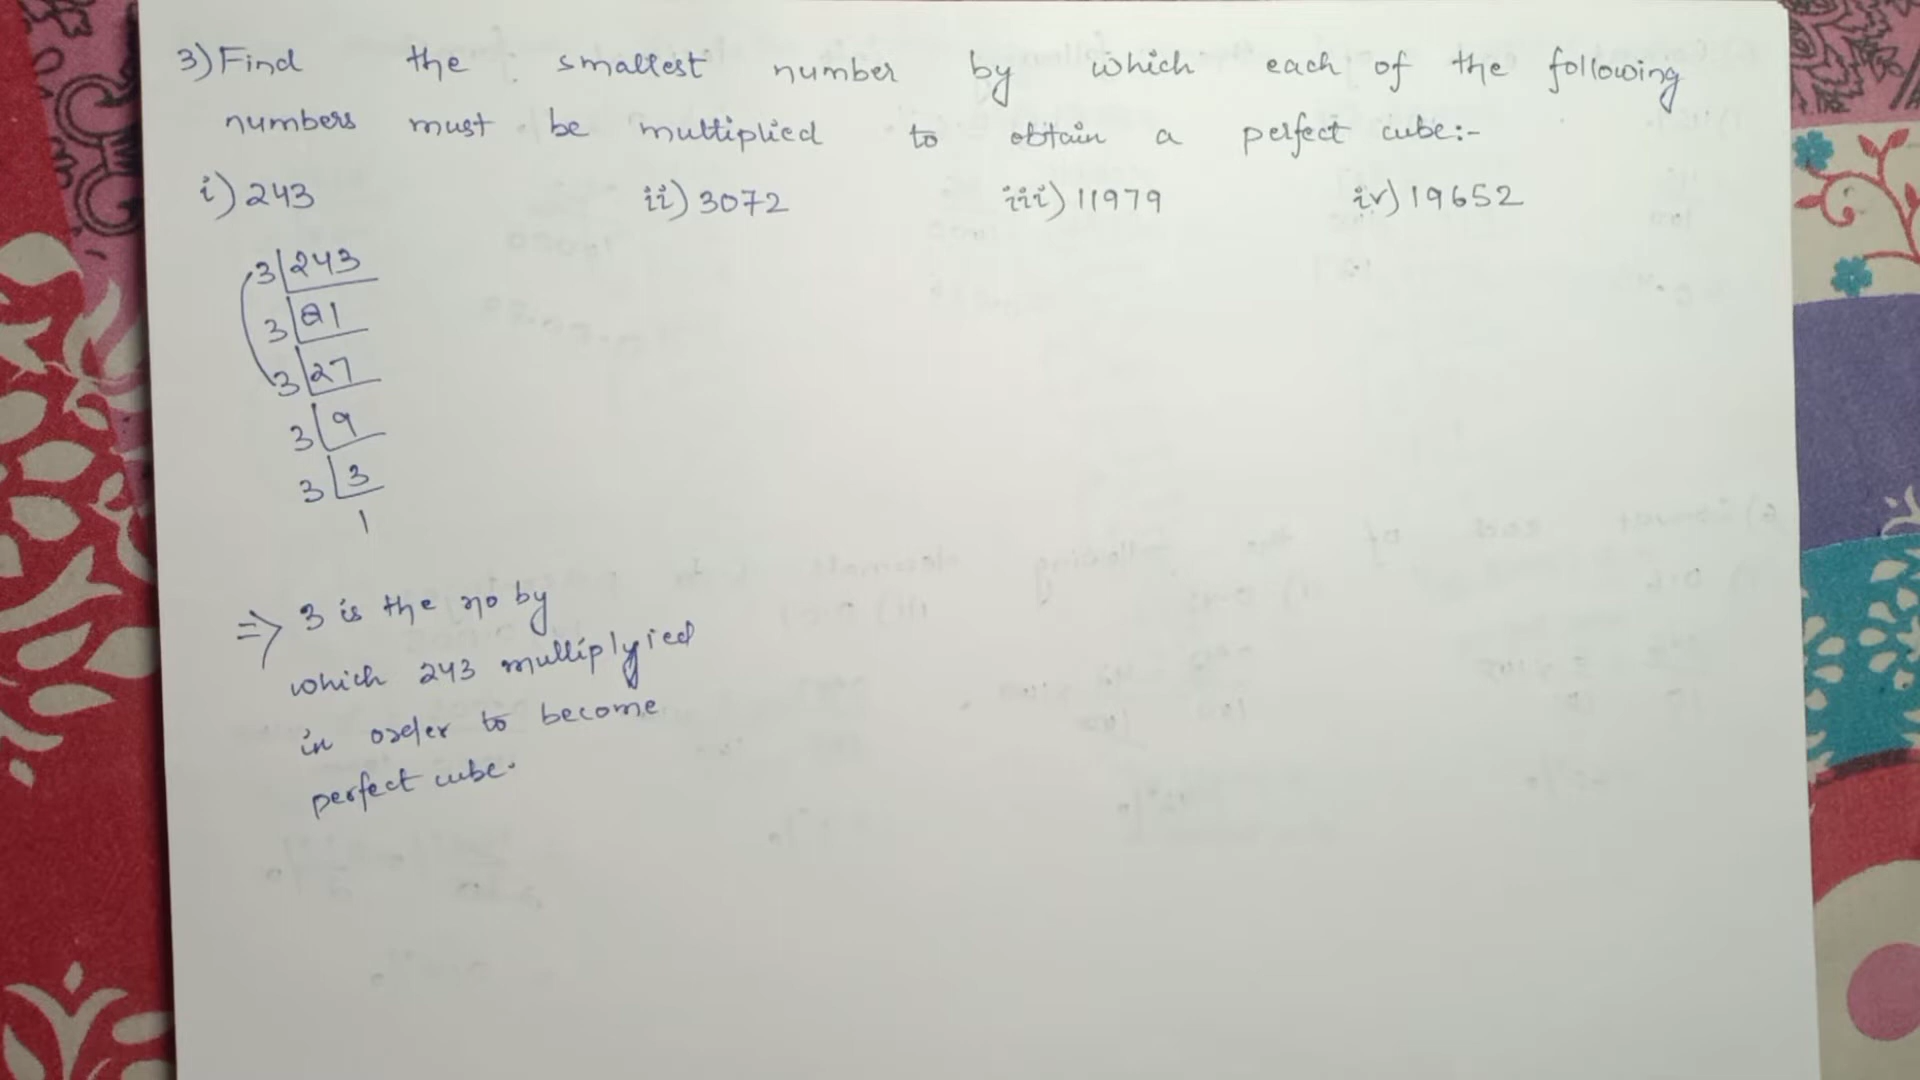 3) Find the smallest number by which each of the following
numbers must be multiplied to obtain a perfect cube:-
i) 243 ii) 3072 iii) 11979 iv) 19652
3 243
3 81
3 27
3 9
3 3
1
⇒ 3 is the no by
which 243 multiplyied
in order to become
perfect cube.